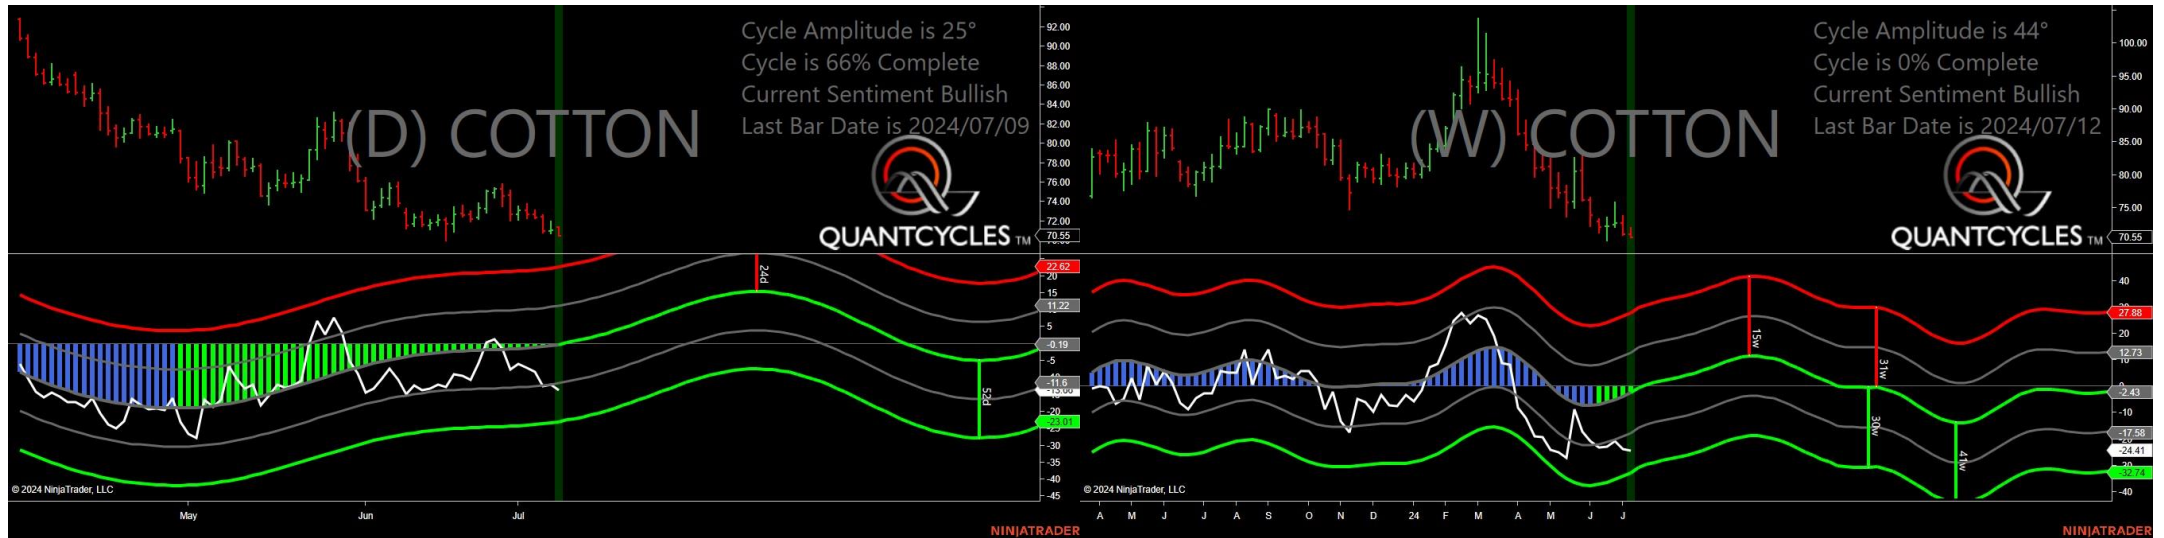 Cycle Amplitude is 25°
Cycle is 66% Complete
Current Sentiment Bullish
Last Bar Date is 2024/07/09
(D) COTTON
QUANTCYCLES TM
92.00
90.00
88.00
86.00
84.00
82.00
80.00
78.00
76.00
74.00
72.00
70.55
24d
52d
22.62
20
15
11.22
5
-0.19
-5
-11.6
-20
-23.01
-30
-35
-40
-45
© 2024 NinjaTrader, LLC
May Jun Jul
NINJATRADER
Cycle Amplitude is 44°
Cycle is 0% Complete
Current Sentiment Bullish
Last Bar Date is 2024/07/12
(W) COTTON
QUANTCYCLES TM
100.00
95.00
90.00
85.00
80.00
75.00
70.55
15w
31w
30w
41w
40
27.88
20
12.73
0
-2.43
-10
-17.58
-24.41
-32.74
-40
© 2024 NinjaTrader, LLC
A M J J A S O N D 24 F M A M J J
NINJATRADER